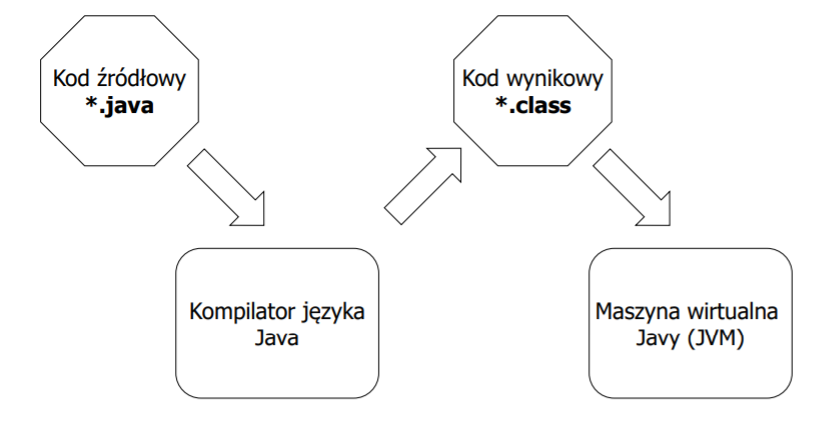 Kod źródłowy
*.java
Kompilator języka
Java
Kod wynikowy
*.class
Maszyna wirtualna
Javy (JVM)